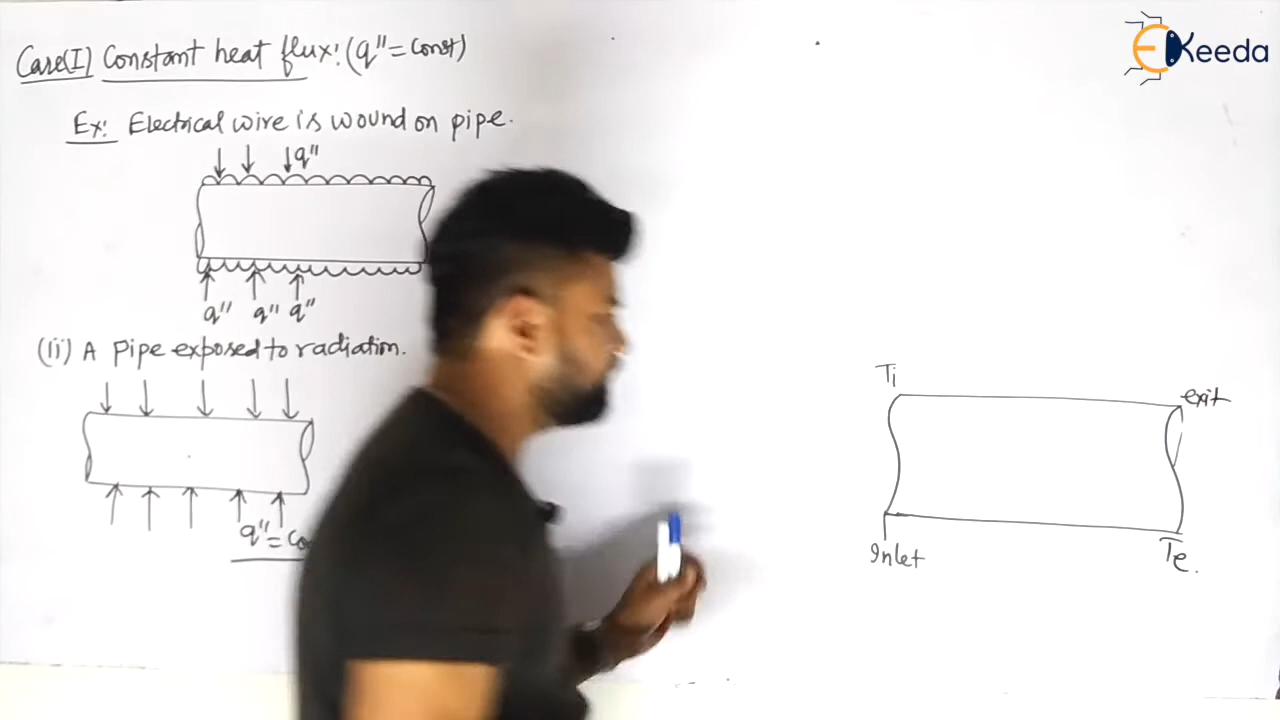 Case(I) Constant heat flux: (q" = Const)
Ex: Electrical wire is wound on pipe.
q"
q" q" q"
(ii) A pipe exposed to radiation.
q" = co
Ti
exit
Inlet
Te.
Keeda